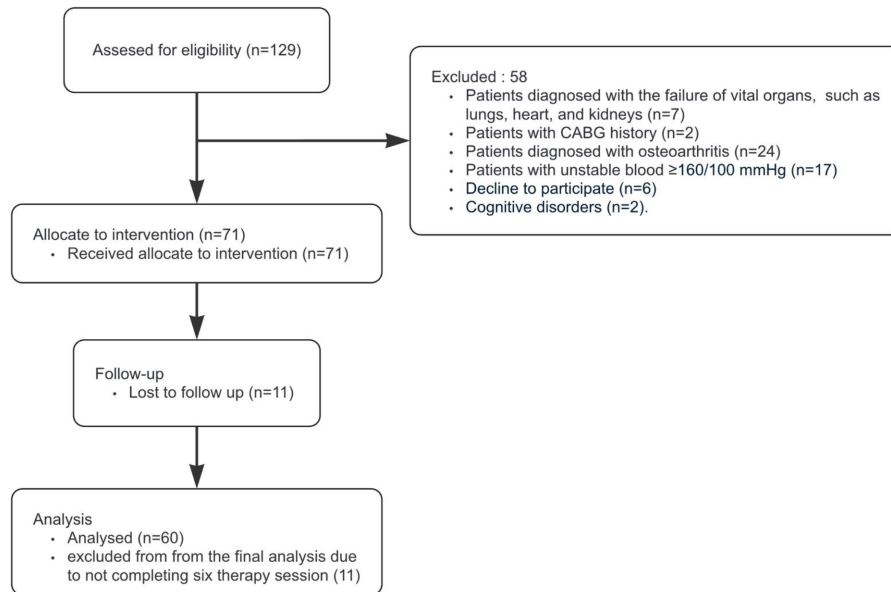 Assesed for eligibility (n=129)
Excluded : 58
• Patients diagnosed with the failure of vital organs, such as
lungs, heart, and kidneys (n=7)
• Patients with CABG history (n=2)
• Patients diagnosed with osteoarthritis (n=24)
• Patients with unstable blood ≥160/100 mmHg (n=17)
• Decline to participate (n=6)
• Cognitive disorders (n=2).
Allocate to intervention (n=71)
• Received allocate to intervention (n=71)
Follow-up
• Lost to follow up (n=11)
Analysis
• Analysed (n=60)
• excluded from from the final analysis due
to not completing six therapy session (11)